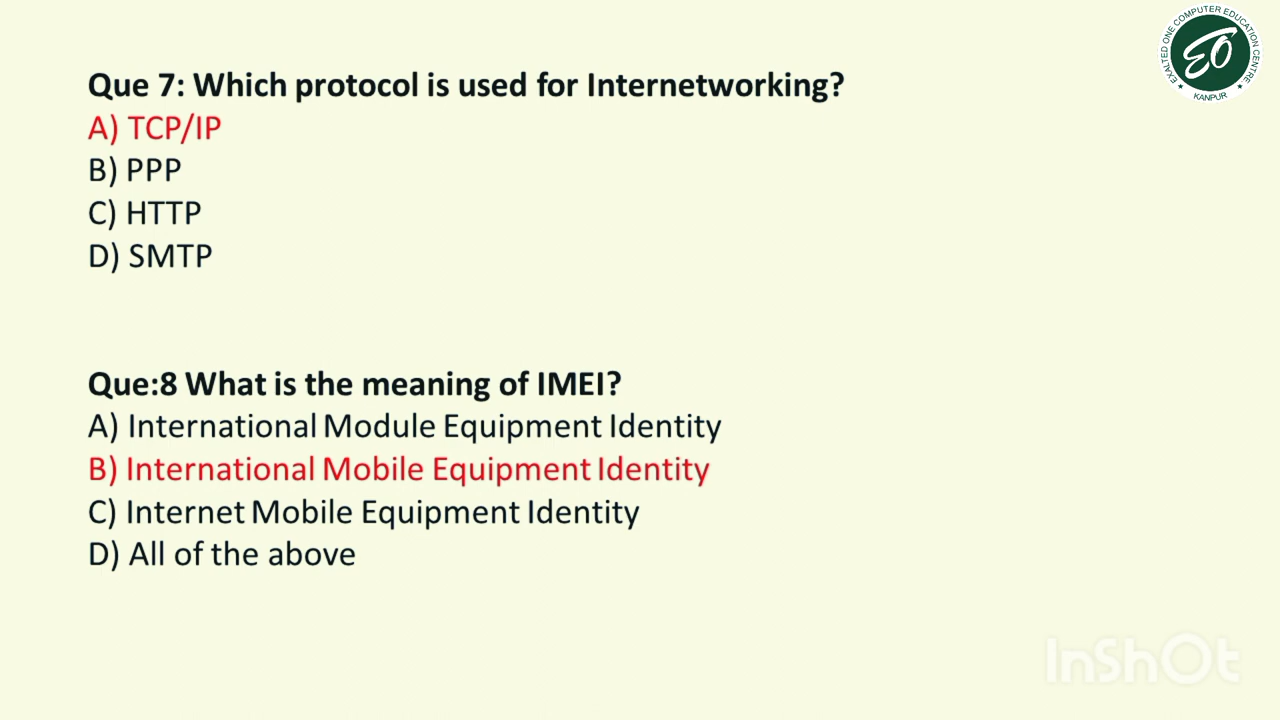 EXALTED ONE COMPUTER EDUCATION CENTRE
EO
KANPUR
Que 7: Which protocol is used for Internetworking?
A) TCP/IP
B) PPP
C) HTTP
D) SMTP
Que:8 What is the meaning of IMEI?
A) International Module Equipment Identity
B) International Mobile Equipment Identity
C) Internet Mobile Equipment Identity
D) All of the above
InShOt